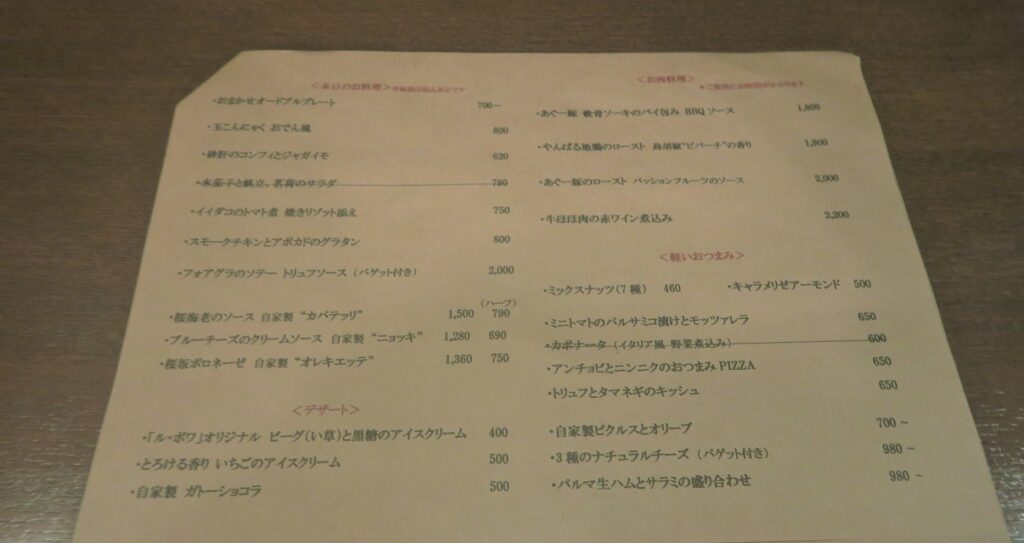 ＜本日のお料理＞ ※価格は税込表示です
・おまかせオードブルプレート 700～
・玉こんにゃく おでん風 600
・砂肝のコンフィとジャガイモ 620
・水茄子と帆立、茗荷のサラダ 790
・イイダコのトマト煮 焼きリゾット添え 750
・スモークチキンとアボカドのグラタン 800
・フォアグラのソテー トリュフソース (バゲット付き) 2,000
(ハーフ)
・桜海老のソース 自家製 “カバテッリ” 1,500 790
・ブルーチーズのクリームソース 自家製 “ニョッキ” 1,280 690
・桜坂ボロネーゼ 自家製 “オレキエッテ” 1,360 750
＜デザート＞
・「ル・ボワ」オリジナル ビーグ(い草)と黒糖のアイスクリーム 400
・とろける香り いちごのアイスクリーム 500
・自家製 ガトーショコラ 500
＜お肉料理＞
・あぐー豚 軟骨ソーキのパイ包み BBQ ソース 1,800
・やんばる地鶏のロースト 島胡椒“ピパーチ”の香り 1,900
・あぐー豚のロースト パッションフルーツのソース 2,000
・牛ほほ肉の赤ワイン煮込み 2,200
＜軽いおつまみ＞
・ミックスナッツ(7 種) 460 ・キャラメリゼアーモンド 500
・ミニトマトのバルサミコ漬けとモッツァレラ 650
・カポナータ (イタリア風 野菜煮込み) 600
・アンチョビとニンニクのおつまみ PIZZA 650
・トリュフとタマネギのキッシュ 650
・自家製ピクルスとオリーブ 700 ～
・3 種のナチュラルチーズ (バゲット付き) 980 ～
・パルマ生ハムとサラミの盛り合わせ 980 ～